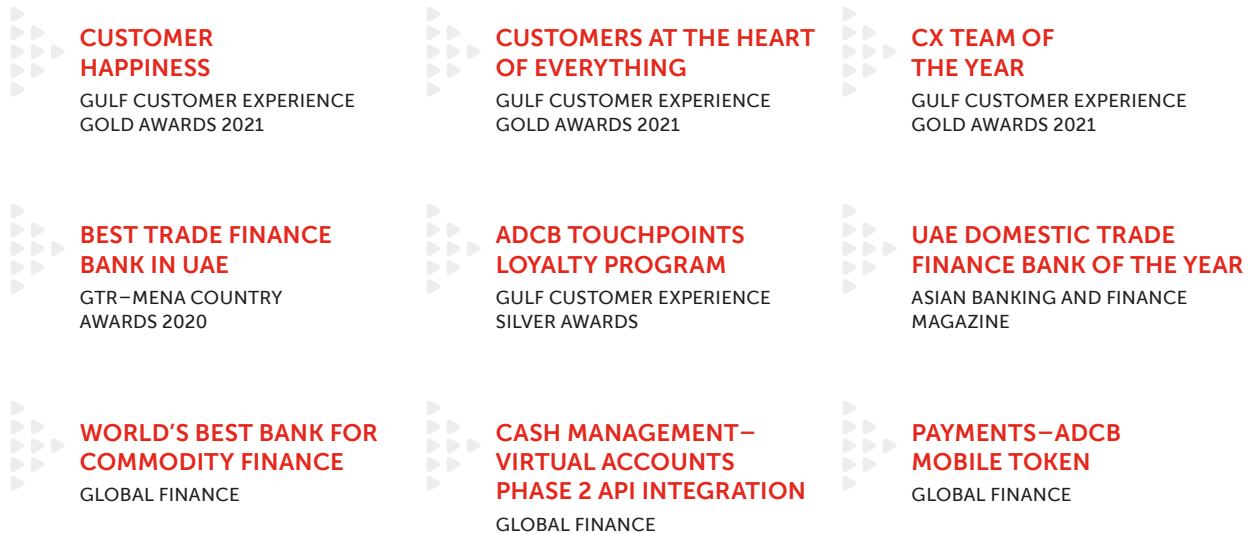 CUSTOMER
HAPPINESS
GULF CUSTOMER EXPERIENCE
GOLD AWARDS 2021
CUSTOMERS AT THE HEART
OF EVERYTHING
GULF CUSTOMER EXPERIENCE
GOLD AWARDS 2021
CX TEAM OF
THE YEAR
GULF CUSTOMER EXPERIENCE
GOLD AWARDS 2021
BEST TRADE FINANCE
BANK IN UAE
GTR–MENA COUNTRY
AWARDS 2020
ADCB TOUCHPOINTS
LOYALTY PROGRAM
GULF CUSTOMER EXPERIENCE
SILVER AWARDS
UAE DOMESTIC TRADE
FINANCE BANK OF THE YEAR
ASIAN BANKING AND FINANCE
MAGAZINE
WORLD'S BEST BANK FOR
COMMODITY FINANCE
GLOBAL FINANCE
CASH MANAGEMENT–
VIRTUAL ACCOUNTS
PHASE 2 API INTEGRATION
GLOBAL FINANCE
PAYMENTS–ADCB
MOBILE TOKEN
GLOBAL FINANCE